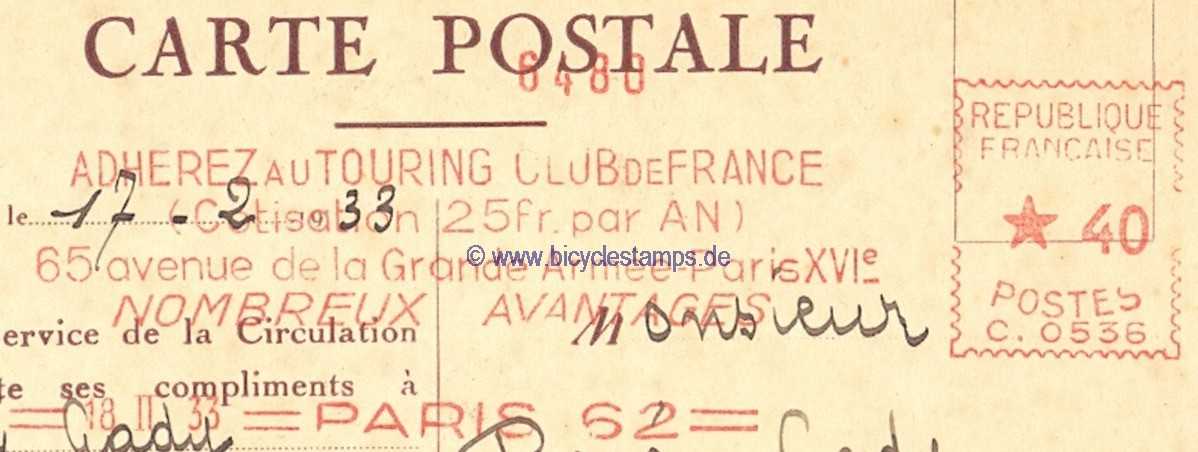 CARTE POSTALE
6480
REPUBLIQUE
FRANCAISE
★ 40
POSTES
C. 0536
ADHEREZ AU TOURING CLUB DE FRANCE
le 17 - 2 1933
(Cotisation 25fr. par AN)
© www.bicyclestamps.de
65 avenue de la Grande Armée Paris XVIe
NOMBREUX AVANTAGES
Monsieur
ervice de la Circulation
te ses compliments à
= 18 II 33 = PARIS 62 =